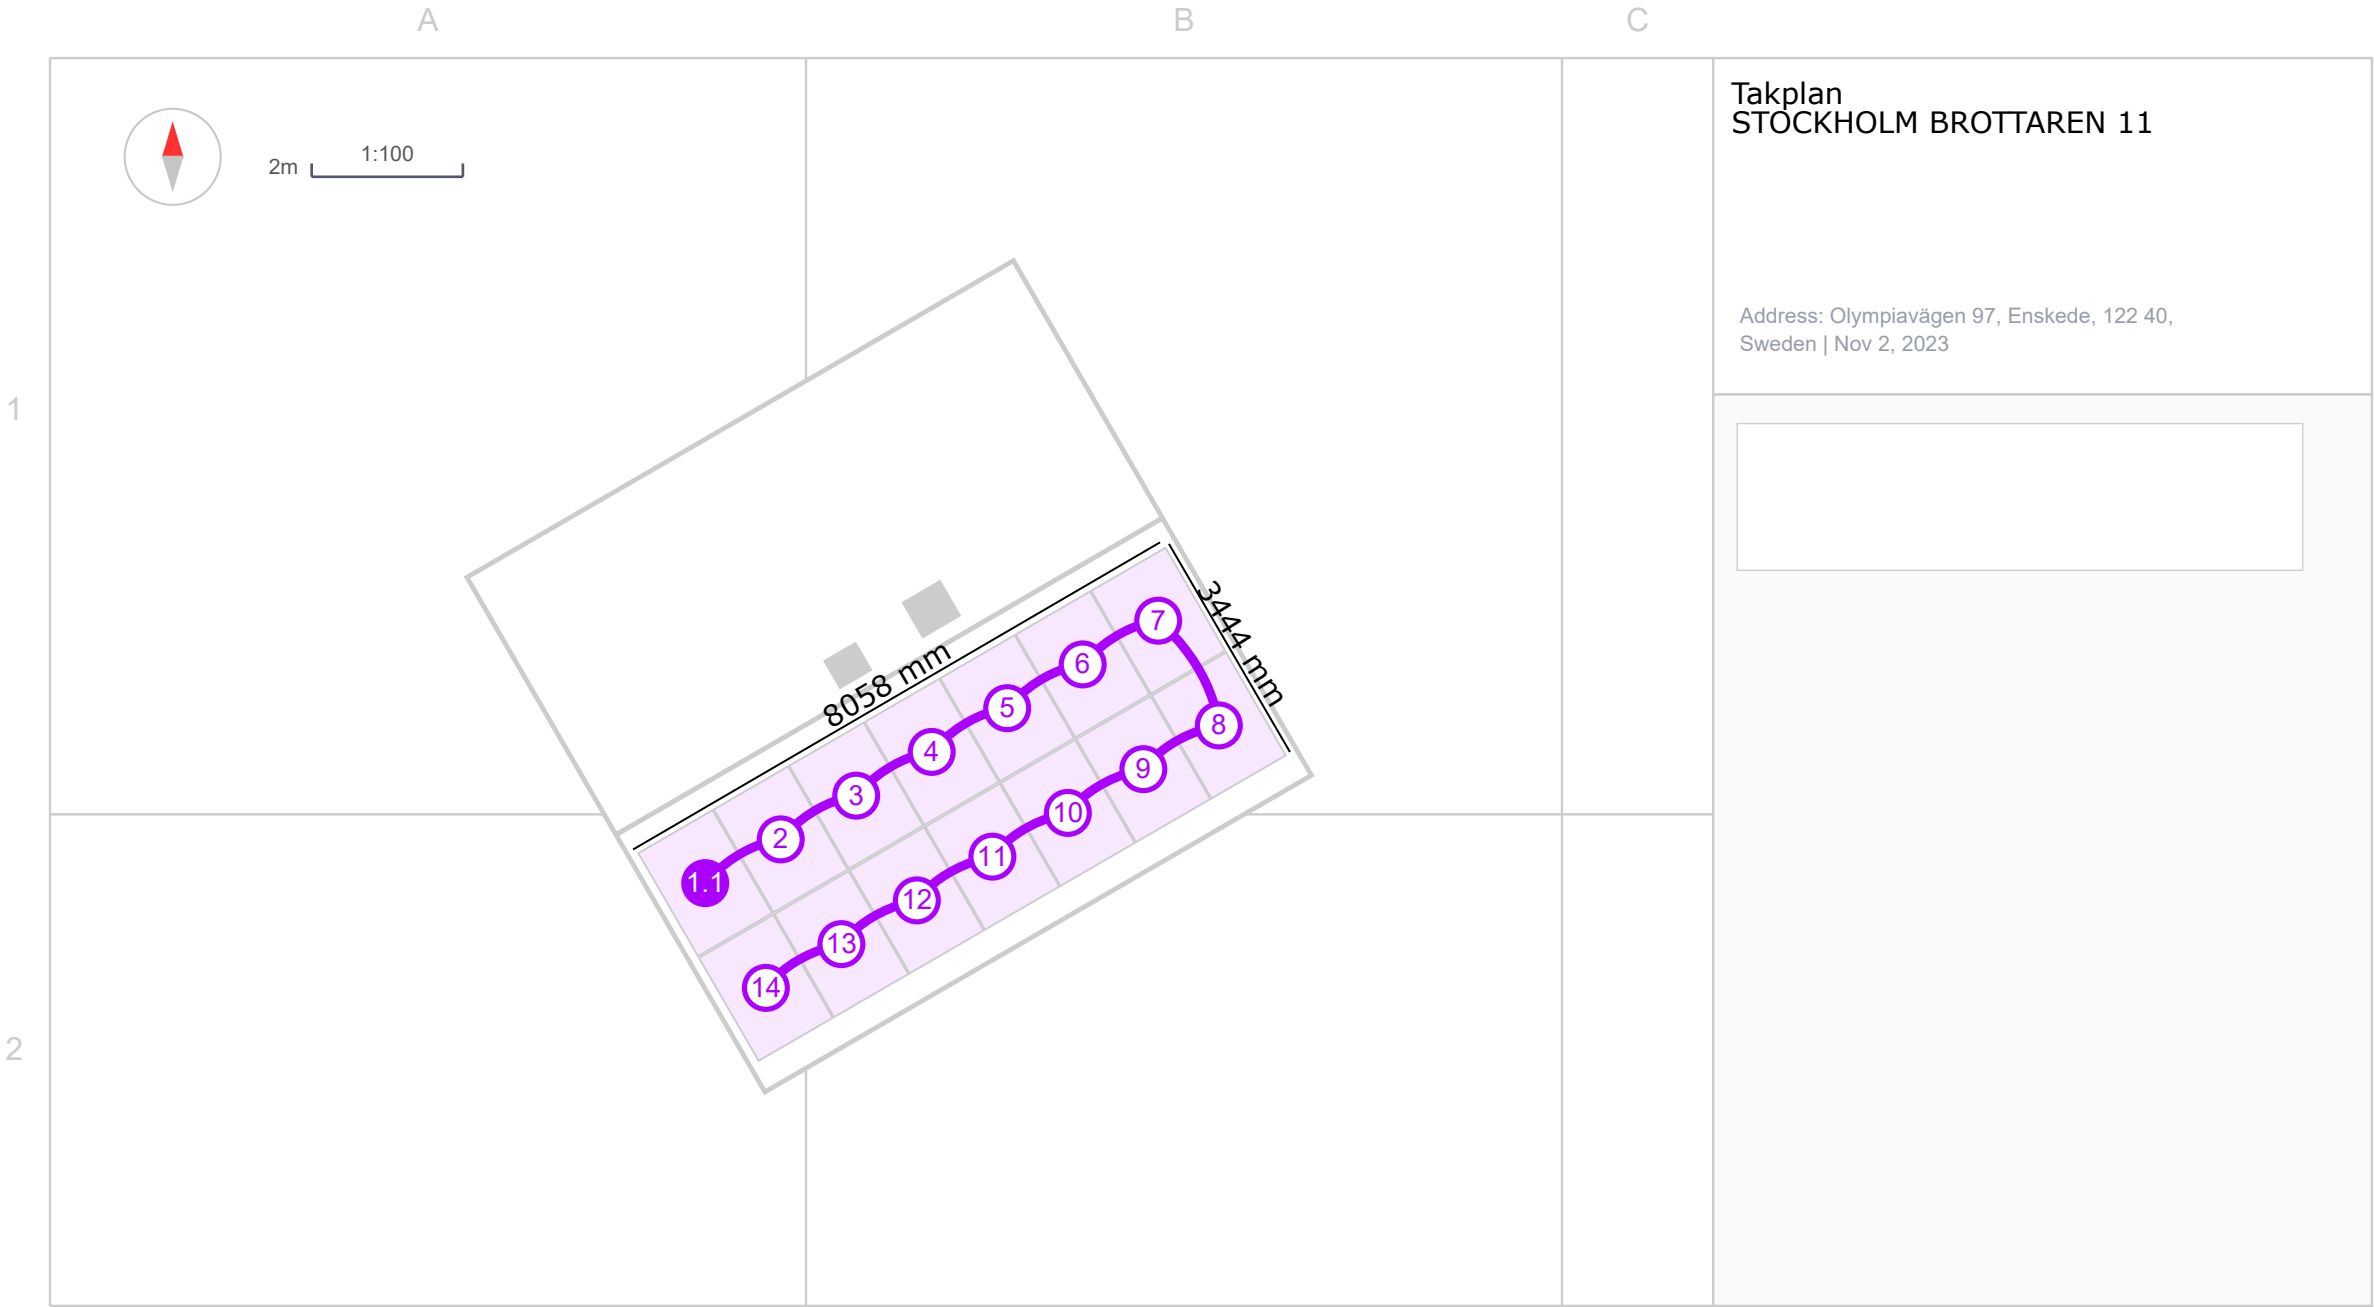 A
B
C
1
2
2m
1:100
Takplan
STOCKHOLM BROTTAREN 11
Address: Olympiavägen 97, Enskede, 122 40,
Sweden | Nov 2, 2023
8058 mm
3444 mm
1.1
2
3
4
5
6
7
8
9
10
11
12
13
14